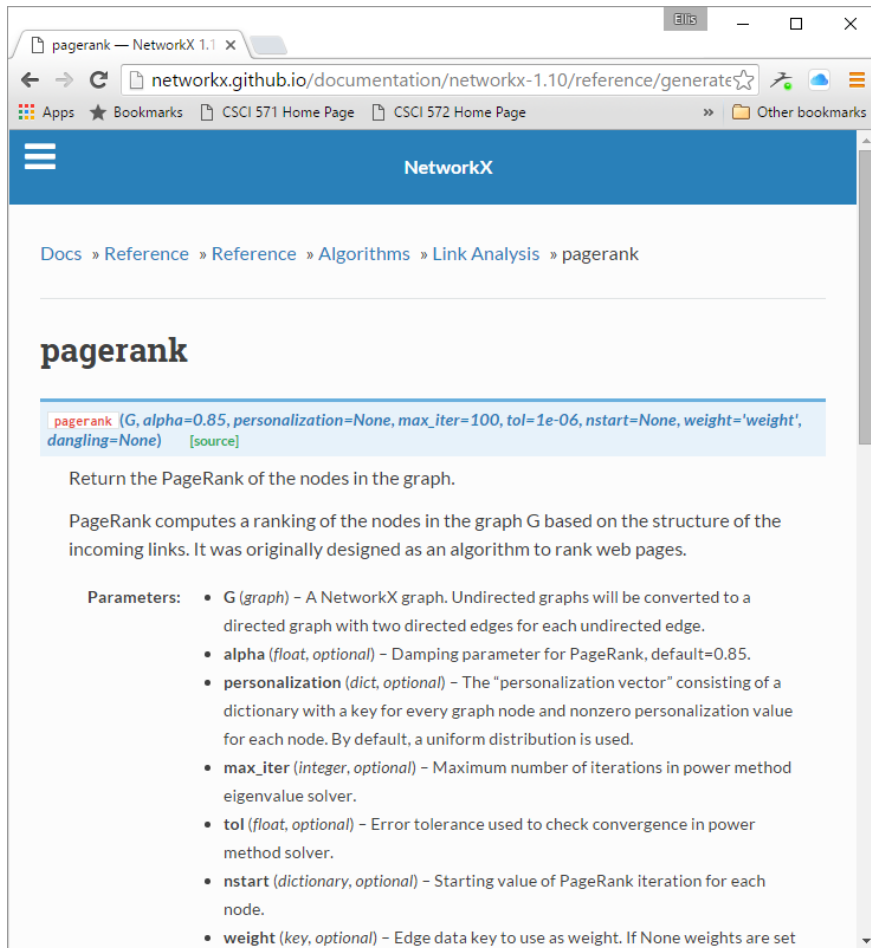 Ellis
pagerank — NetworkX 1.1
networkx.github.io/documentation/networkx-1.10/reference/generate
Apps Bookmarks CSCI 571 Home Page CSCI 572 Home Page » Other bookmarks
NetworkX
Docs » Reference » Reference » Algorithms » Link Analysis » pagerank
pagerank
pagerank (G, alpha=0.85, personalization=None, max_iter=100, tol=1e-06, nstart=None, weight='weight',
dangling=None) [source]
Return the PageRank of the nodes in the graph.
PageRank computes a ranking of the nodes in the graph G based on the structure of the
incoming links. It was originally designed as an algorithm to rank web pages.
Parameters: • G (graph) – A NetworkX graph. Undirected graphs will be converted to a
directed graph with two directed edges for each undirected edge.
• alpha (float, optional) – Damping parameter for PageRank, default=0.85.
• personalization (dict, optional) – The “personalization vector” consisting of a
dictionary with a key for every graph node and nonzero personalization value
for each node. By default, a uniform distribution is used.
• max_iter (integer, optional) – Maximum number of iterations in power method
eigenvalue solver.
• tol (float, optional) – Error tolerance used to check convergence in power
method solver.
• nstart (dictionary, optional) – Starting value of PageRank iteration for each
node.
• weight (key, optional) – Edge data key to use as weight. If None weights are set